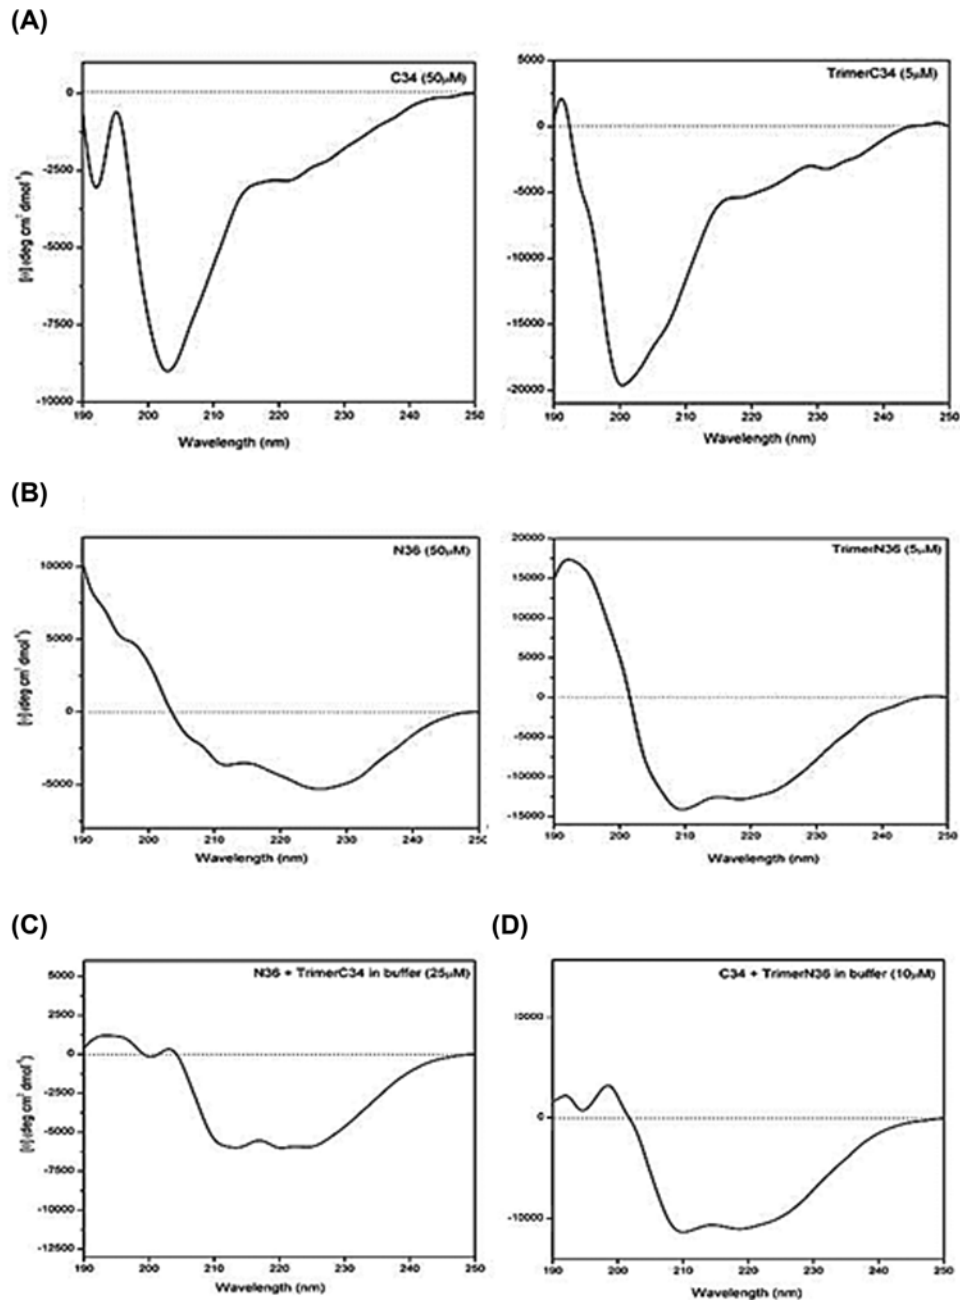 (A)
C34 (50μM)
0
-2500
-5000
-7500
-10000
[θ] (deg cm² dmol⁻¹)
190 200 210 220 230 240 250
Wavelength (nm)
TrimerC34 (5μM)
5000
0
-5000
-10000
-15000
-20000
190 200 210 220 230 240 250
Wavelength (nm)
(B)
N36 (50μM)
10000
5000
0
-5000
[θ] (deg cm² dmol⁻¹)
190 200 210 220 230 240 250
Wavelength (nm)
TrimerN36 (5μM)
20000
15000
10000
5000
0
-5000
-10000
-15000
190 200 210 220 230 240 250
Wavelength (nm)
(C)
N36 + TrimerC34 in buffer (25μM)
5000
2500
0
-2500
-5000
-7500
-10000
-12500
[θ] (deg cm² dmol⁻¹)
190 200 210 220 230 240 250
Wavelength (nm)
(D)
C34 + TrimerN36 in buffer (10μM)
10000
0
-10000
190 200 210 220 230 240 250
Wavelength (nm)